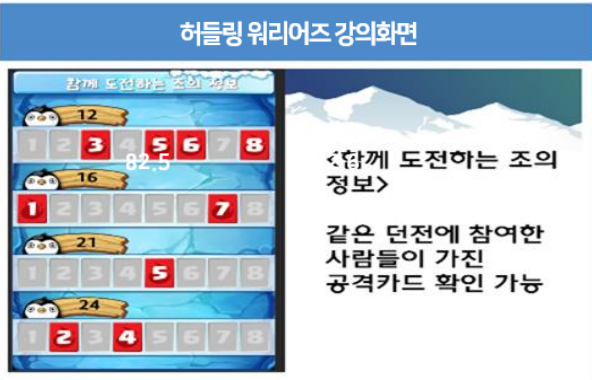 허들링 워리어즈 강의화면
함께 도전하는 조의 정보
12
1 2 3 4 5 6 7 8
82.5
16
1 2 3 4 5 6 7 8
21
1 2 3 4 5 6 7 8
24
1 2 3 4 5 6 7 8
<함께 도전하는 조의
정보>
같은 던전에 참여한
사람들이 가진
공격카드 확인 가능